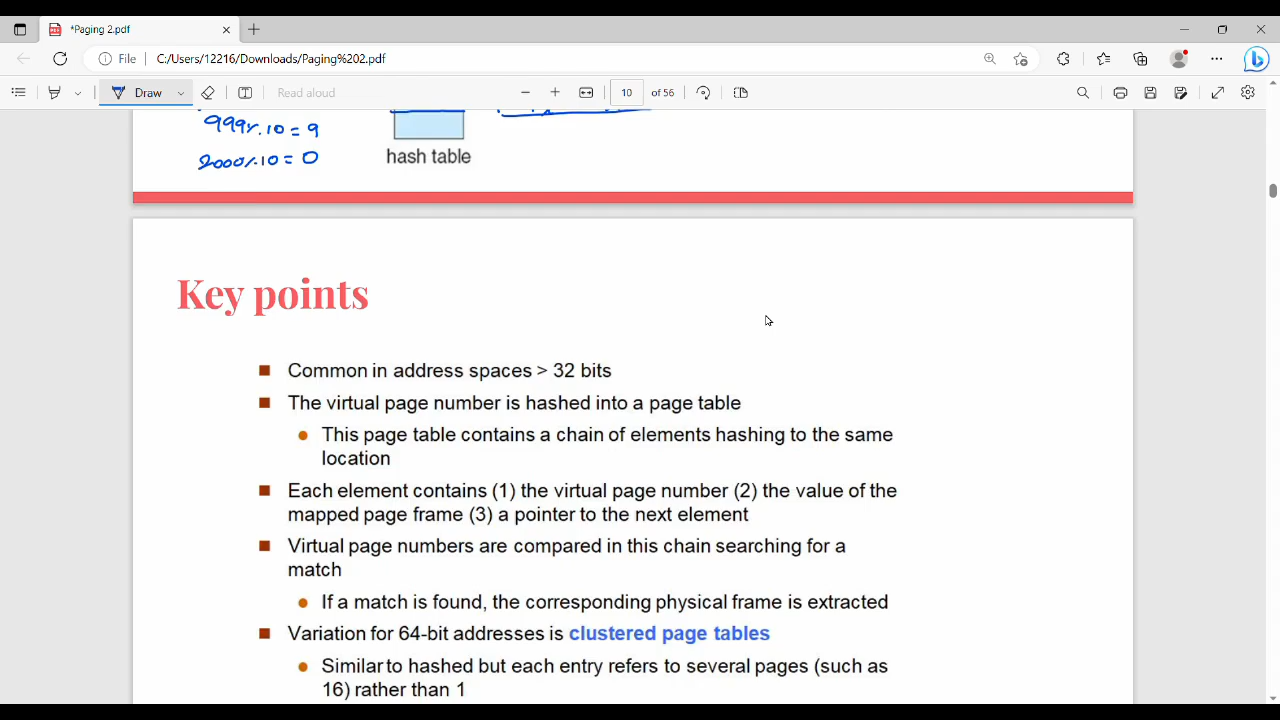 *Paging 2.pdf
File
C:/Users/12216/Downloads/Paging%202.pdf
Draw
Read aloud
10
of 56
999%10 = 9
2000%10 = 0
hash table
Key points
Common in address spaces > 32 bits
The virtual page number is hashed into a page table
This page table contains a chain of elements hashing to the same
location
Each element contains (1) the virtual page number (2) the value of the
mapped page frame (3) a pointer to the next element
Virtual page numbers are compared in this chain searching for a
match
If a match is found, the corresponding physical frame is extracted
Variation for 64-bit addresses is clustered page tables
Similar to hashed but each entry refers to several pages (such as
16) rather than 1